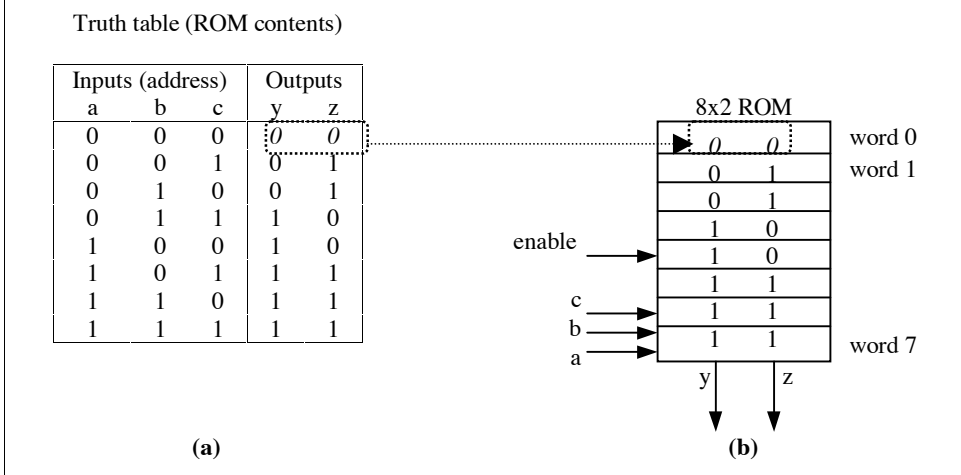 Truth table (ROM contents)
Inputs (address) Outputs
a b c y z
0 0 0 0 0
0 0 1 0 1
0 1 0 0 1
0 1 1 1 0
1 0 0 1 0
1 0 1 1 1
1 1 0 1 1
1 1 1 1 1
(a)
8x2 ROM
0 0 word 0
0 1 word 1
0 1
1 0
enable
1 0
1 1
c
1 1
b
1 1
a
word 7
y z
(b)